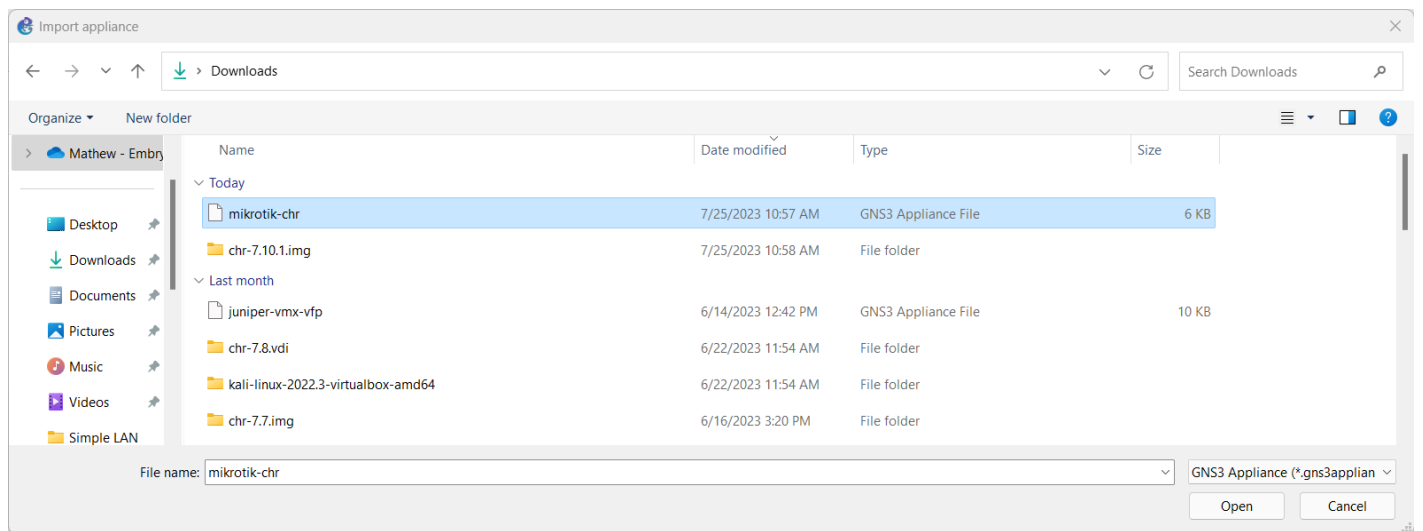 Import appliance
Downloads
Search Downloads
Organize New folder
Mathew - Embry
Name Date modified Type Size
Today
mikrotik-chr 7/25/2023 10:57 AM GNS3 Appliance File 6 KB
Desktop
chr-7.10.1.img 7/25/2023 10:58 AM File folder
Downloads
Last month
Documents
juniper-vmx-vfp 6/14/2023 12:42 PM GNS3 Appliance File 10 KB
Pictures
chr-7.8.vdi 6/22/2023 11:54 AM File folder
Music
kali-linux-2022.3-virtualbox-amd64 6/22/2023 11:54 AM File folder
Videos
chr-7.7.img 6/16/2023 3:20 PM File folder
Simple LAN
File name: mikrotik-chr GNS3 Appliance (*.gns3applian
Open Cancel